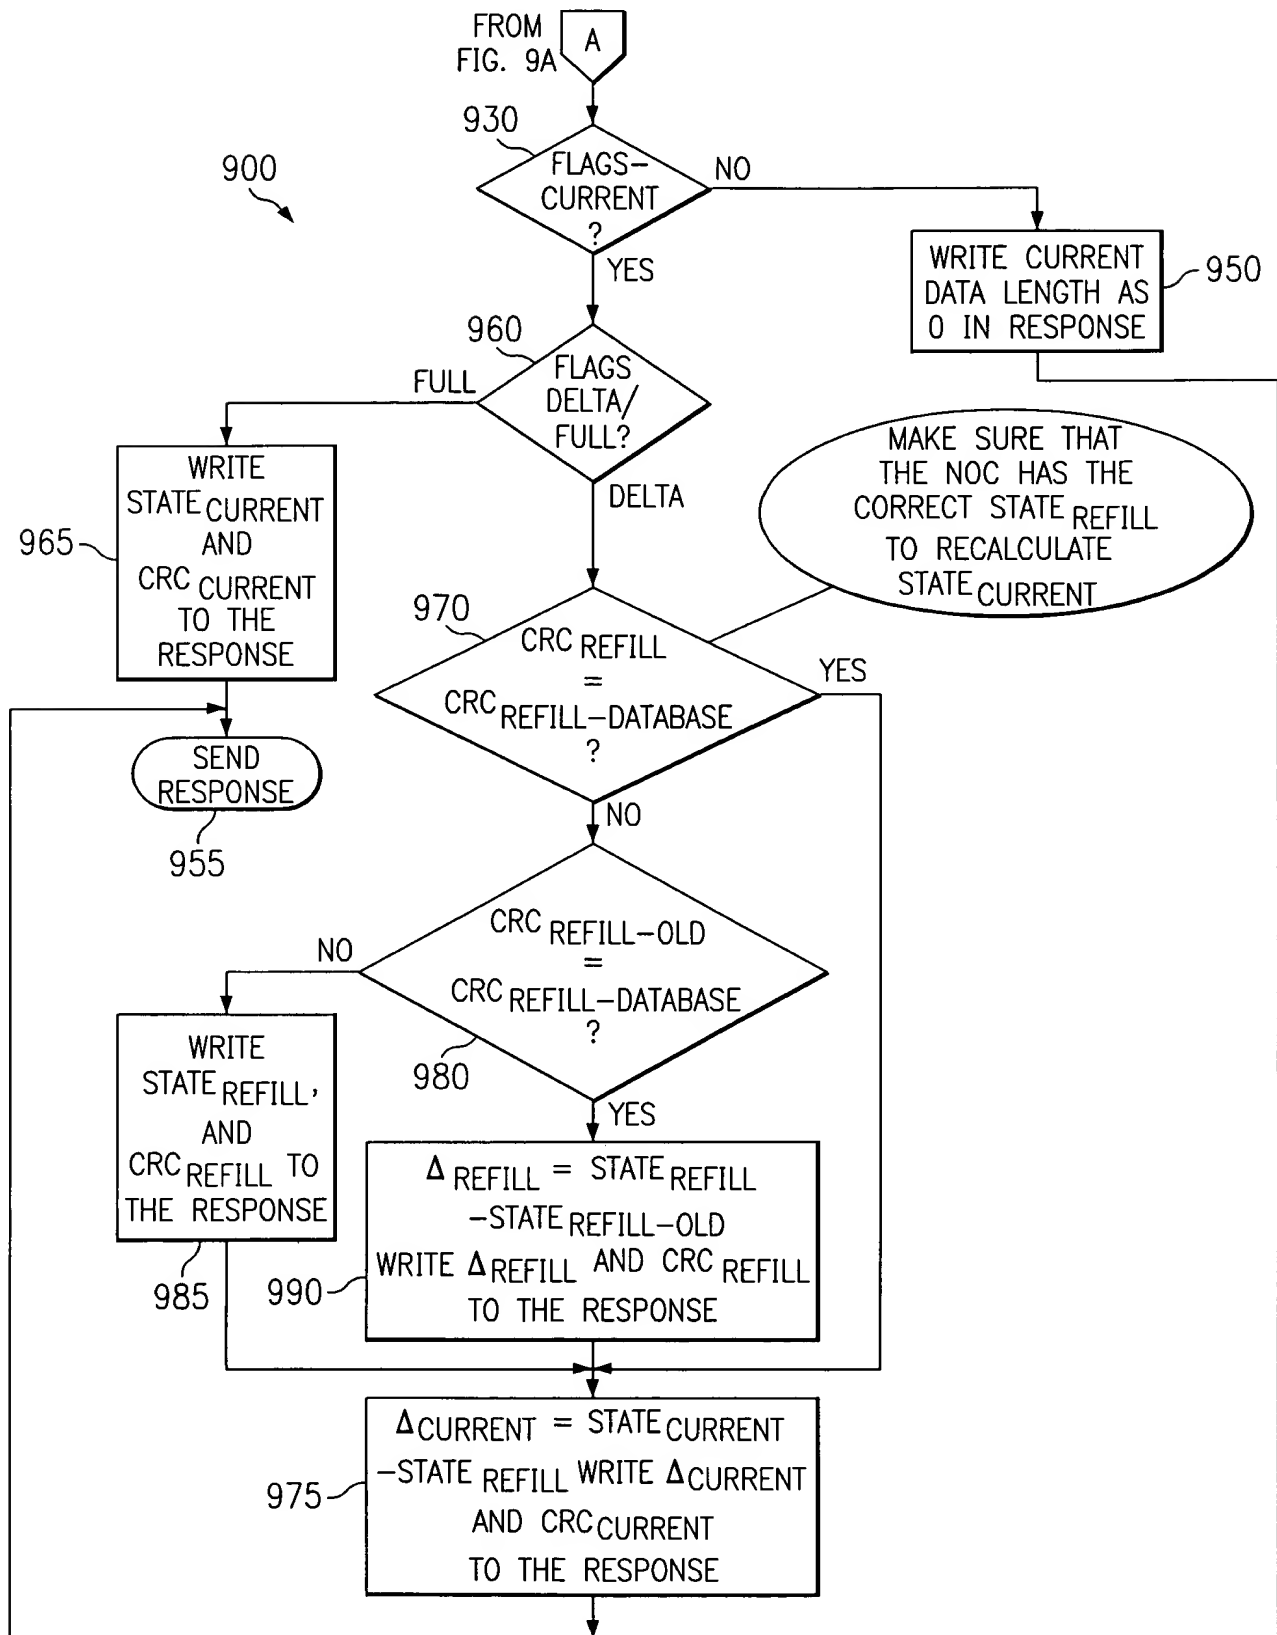 FROM
FIG. 9A
A
930
FLAGS–
CURRENT
?
NO
YES
900
WRITE CURRENT
DATA LENGTH AS
0 IN RESPONSE
950
960
FLAGS
DELTA/
FULL?
FULL
DELTA
WRITE
STATE CURRENT
AND
CRC CURRENT
TO THE
RESPONSE
965
MAKE SURE THAT
THE NOC HAS THE
CORRECT STATE REFILL
TO RECALCULATE
STATE CURRENT
970
CRC REFILL
=
CRC REFILL–DATABASE
?
YES
NO
SEND
RESPONSE
955
CRC REFILL–OLD
=
CRC REFILL–DATABASE
?
NO
980
YES
WRITE
STATE REFILL,
AND
CRC REFILL TO
THE RESPONSE
985
Δ REFILL = STATE REFILL
–STATE REFILL–OLD
WRITE Δ REFILL AND CRC REFILL
TO THE RESPONSE
990
Δ CURRENT = STATE CURRENT
–STATE REFILL WRITE Δ CURRENT
AND CRC CURRENT
TO THE RESPONSE
975